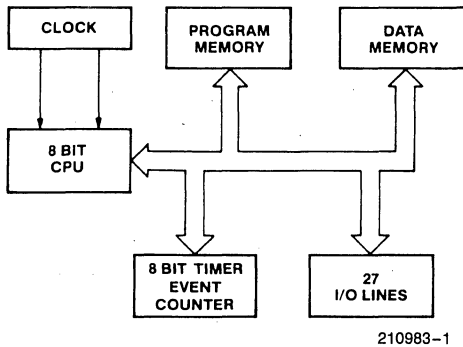 CLOCK
PROGRAM
MEMORY
DATA
MEMORY
8 BIT
CPU
8 BIT TIMER
EVENT
COUNTER
27
I/O LINES
210983-1